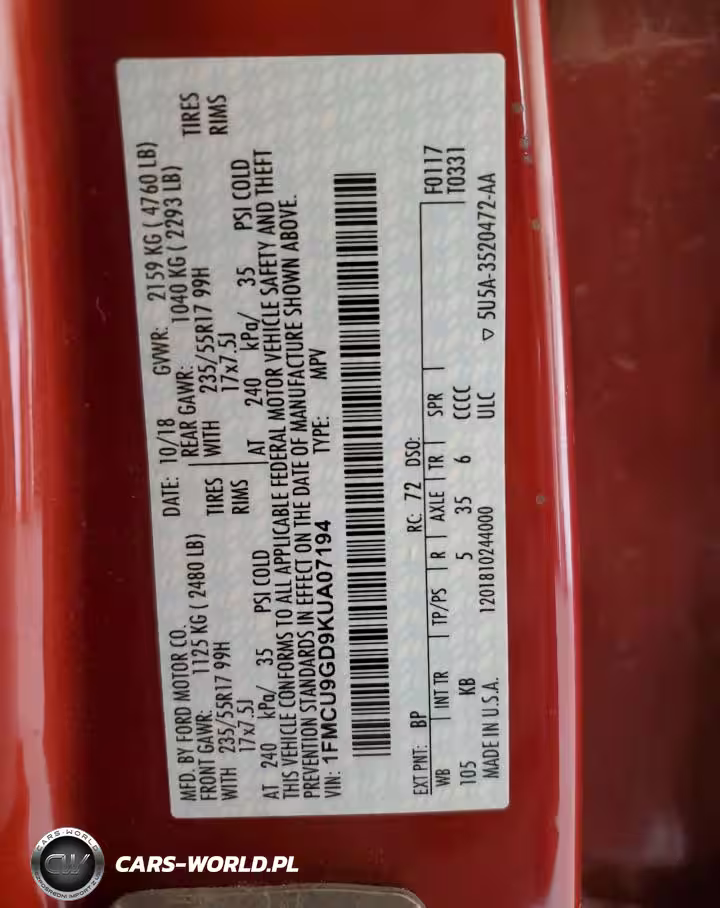 MFD. BY FORD MOTOR CO.
DATE: 10/18 GVWR: 2159 KG ( 4760 LB)
FRONT GAWR: 1125 KG ( 2480 LB) REAR GAWR: 1040 KG ( 2293 LB)
WITH 235/55R17 99H TIRES WITH 235/55R17 99H TIRES
17x7.5J RIMS 17x7.5J RIMS
AT 240 kPa/ 35 PSI COLD AT 240 kPa/ 35 PSI COLD
THIS VEHICLE CONFORMS TO ALL APPLICABLE FEDERAL MOTOR VEHICLE SAFETY AND THEFT
PREVENTION STANDARDS IN EFFECT ON THE DATE OF MANUFACTURE SHOWN ABOVE.
VIN: 1FMCU9GD9KUA07194 TYPE: MPV
EXT PNT: BP RC: 72 DSO: F0117
WB INT TR TP/PS R AXLE TR SPR T0331
105 KB 5 35 6 CCCC
MADE IN U.S.A. 1201810244000 ULC ▽ 5U5A-3520472-AA
CARS-WORLD
CW
CARS-WORLD.PL